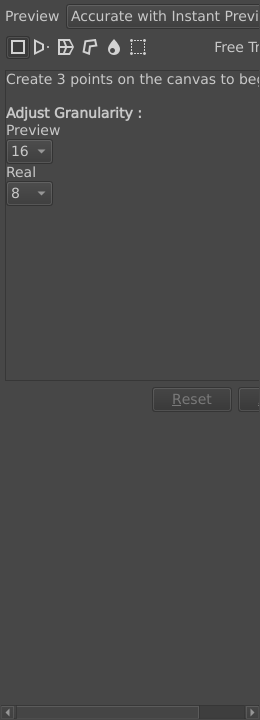 Preview Accurate with Instant Previ
Free Tr
Create 3 points on the canvas to beg
Adjust Granularity :
Preview
16
Real
8
Reset